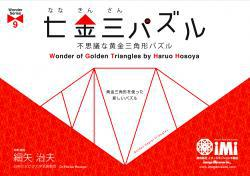 Wonder
Series
9
なな きん さん
七金三パズル
不思議な黄金三角形パズル
Wonder of Golden Triangles by Haruo Hosoya
黄金三角形を使った
新しいパズル
細矢 治夫
iMi